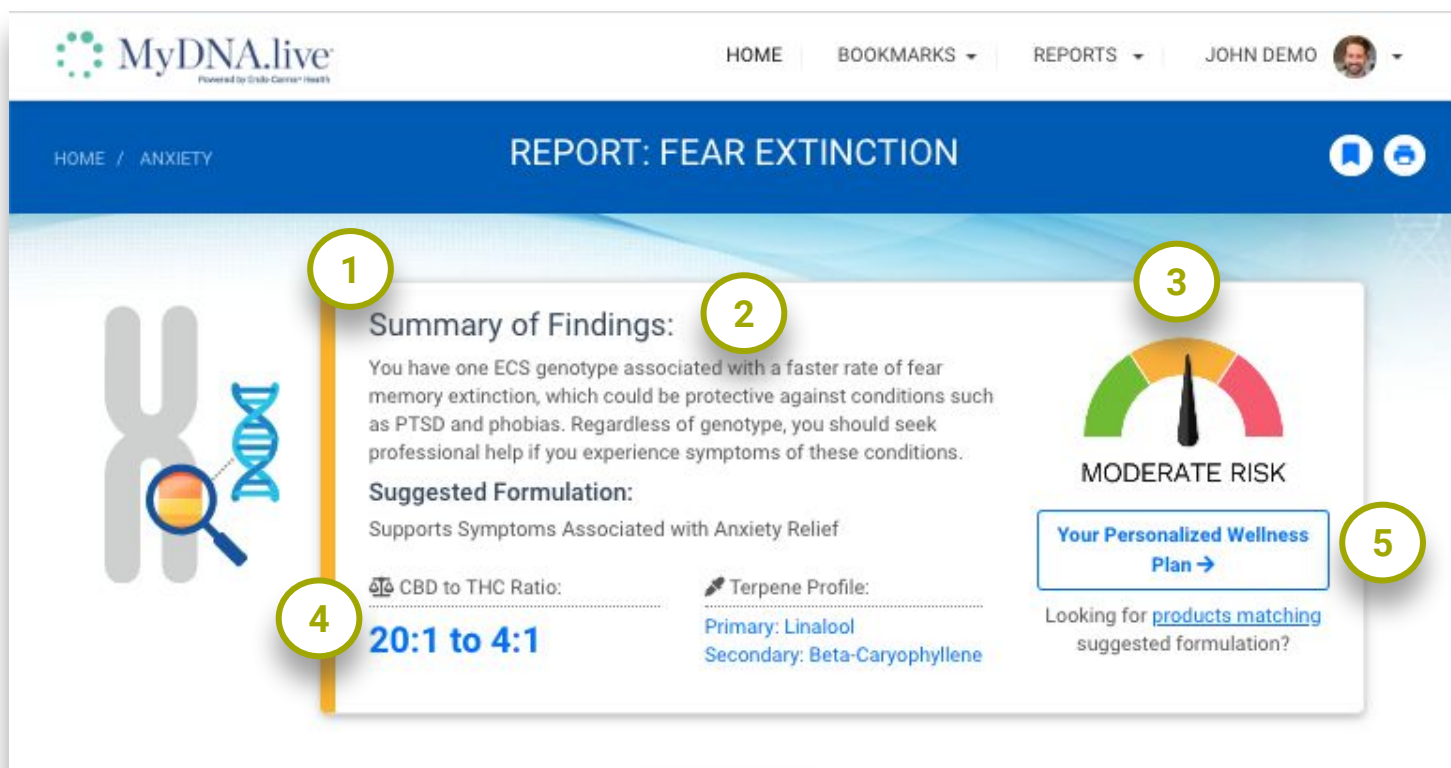 MyDNA.live
Powered by Endo·Canna® Health
HOME
BOOKMARKS
REPORTS
JOHN DEMO
HOME / ANXIETY
REPORT: FEAR EXTINCTION
1
2
3
Summary of Findings:
You have one ECS genotype associated with a faster rate of fear
memory extinction, which could be protective against conditions such
as PTSD and phobias. Regardless of genotype, you should seek
professional help if you experience symptoms of these conditions.
MODERATE RISK
Suggested Formulation:
Supports Symptoms Associated with Anxiety Relief
Your Personalized Wellness
Plan →
5
4
CBD to THC Ratio:
20:1 to 4:1
Terpene Profile:
Primary: Linalool
Secondary: Beta-Caryophyllene
Looking for products matching
suggested formulation?